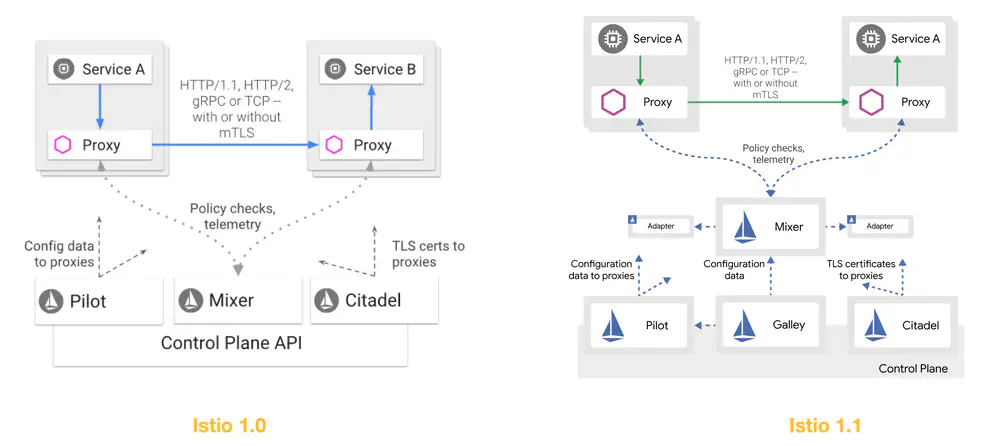 Service A
Service B
HTTP/1.1, HTTP/2,
gRPC or TCP --
with or without
mTLS
Proxy
Proxy
Policy checks,
telemetry
Config data
to proxies
TLS certs to
proxies
Pilot
Mixer
Citadel
Control Plane API
Istio 1.0
Service A
Service A
HTTP/1.1, HTTP/2,
gRPC or TCP --
with or without
mTLS
Proxy
Proxy
Policy checks,
telemetry
Mixer
Adapter
Adapter
Configuration
data to proxies
Configuration
data
TLS certificates
to proxies
Pilot
Galley
Citadel
Control Plane
Istio 1.1